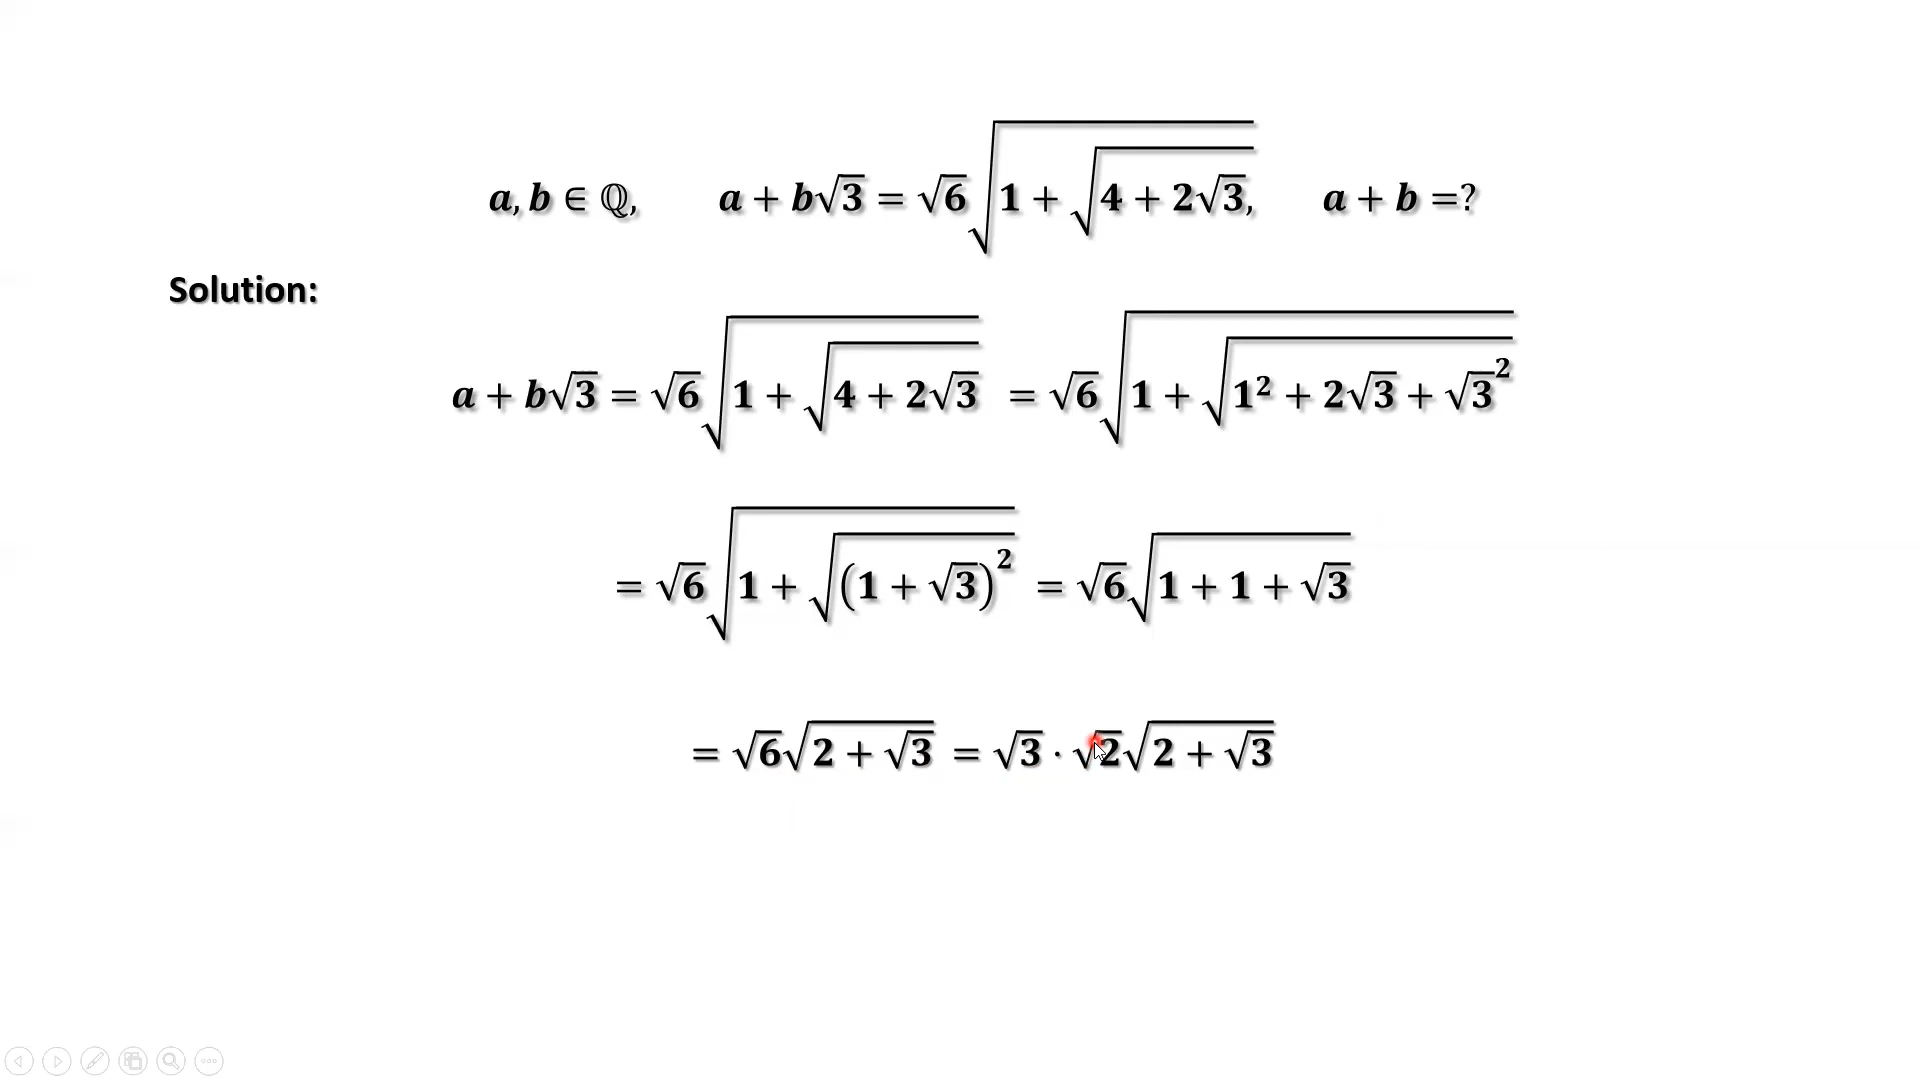 a, b ∈ ℚ, a + b√3 = √6√(1 + √(4 + 2√3)), a + b =?
Solution:
a + b√3 = √6√(1 + √(4 + 2√3)) = √6√(1 + √(1² + 2√3 + √3²))
= √6√(1 + √((1 + √3)²)) = √6√(1 + 1 + √3)
= √6√(2 + √3) = √3 · √2√(2 + √3)